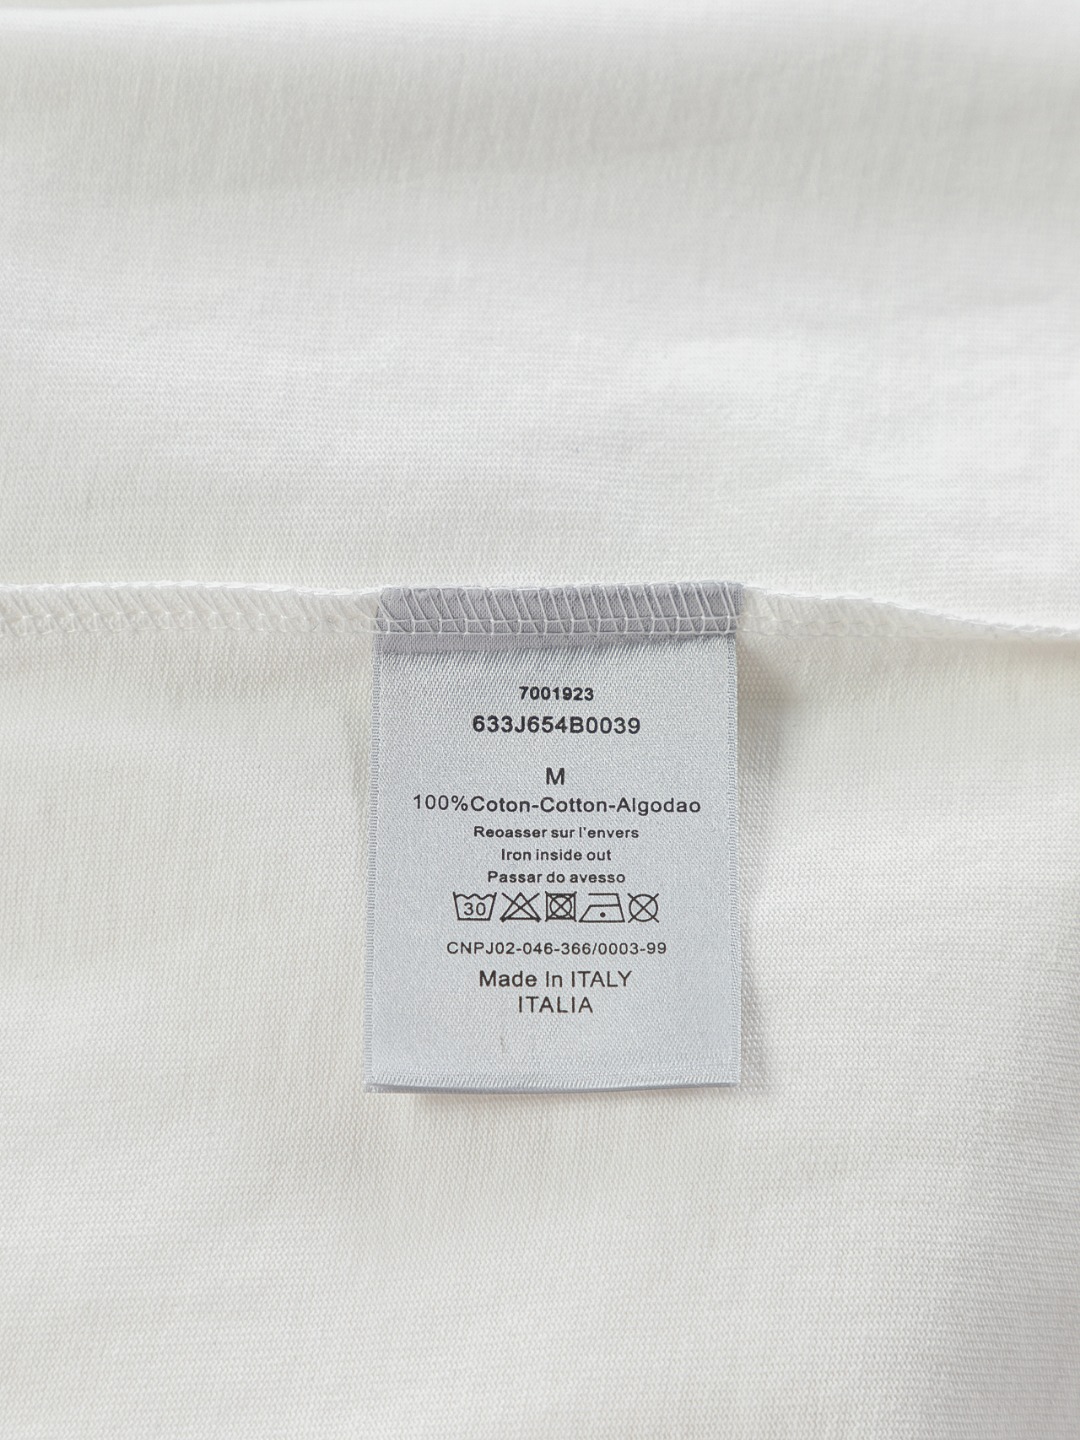 7001923
633J654B0039
M
100%Coton-Cotton-Algodao
Reoasser sur l'envers
Iron inside out
Passar do avesso
30
CNPJ02-046-366/0003-99
Made In ITALY
ITALIA